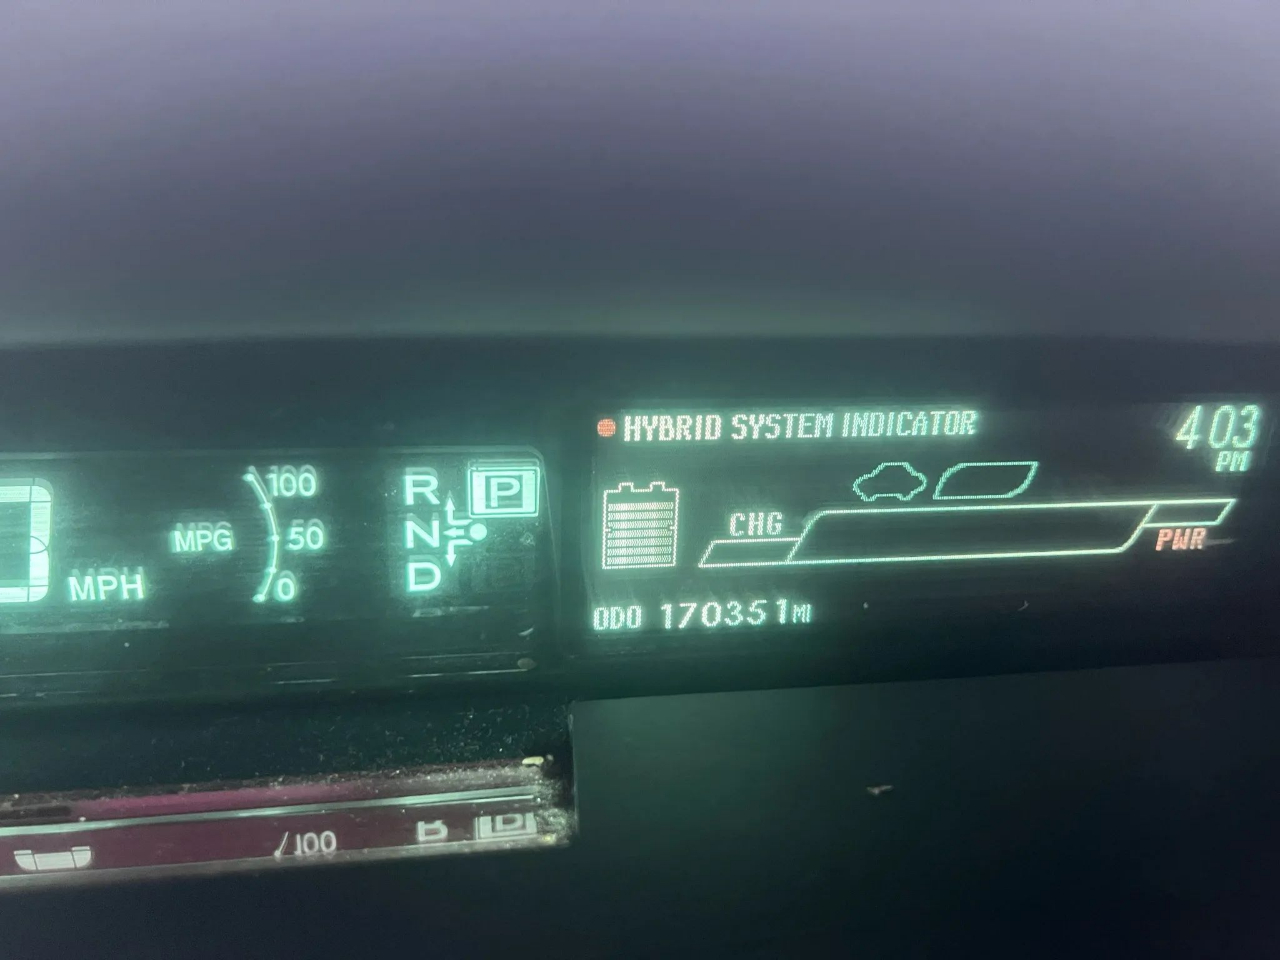 HYBRID SYSTEM INDICATOR
4:03
PM
100
R P
MPG 50 N
CHG
PWR
MPH 0 D
ODO 170351 MI
/100 R P